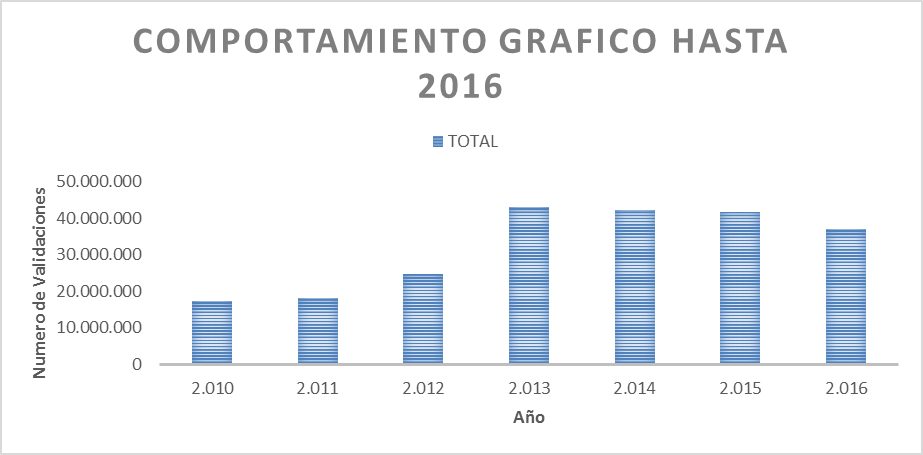 COMPORTAMIENTO GRAFICO HASTA
2016
TOTAL
Numero de Validaciones
50.000.000
40.000.000
30.000.000
20.000.000
10.000.000
0
2.010 2.011 2.012 2.013 2.014 2.015 2.016
Año